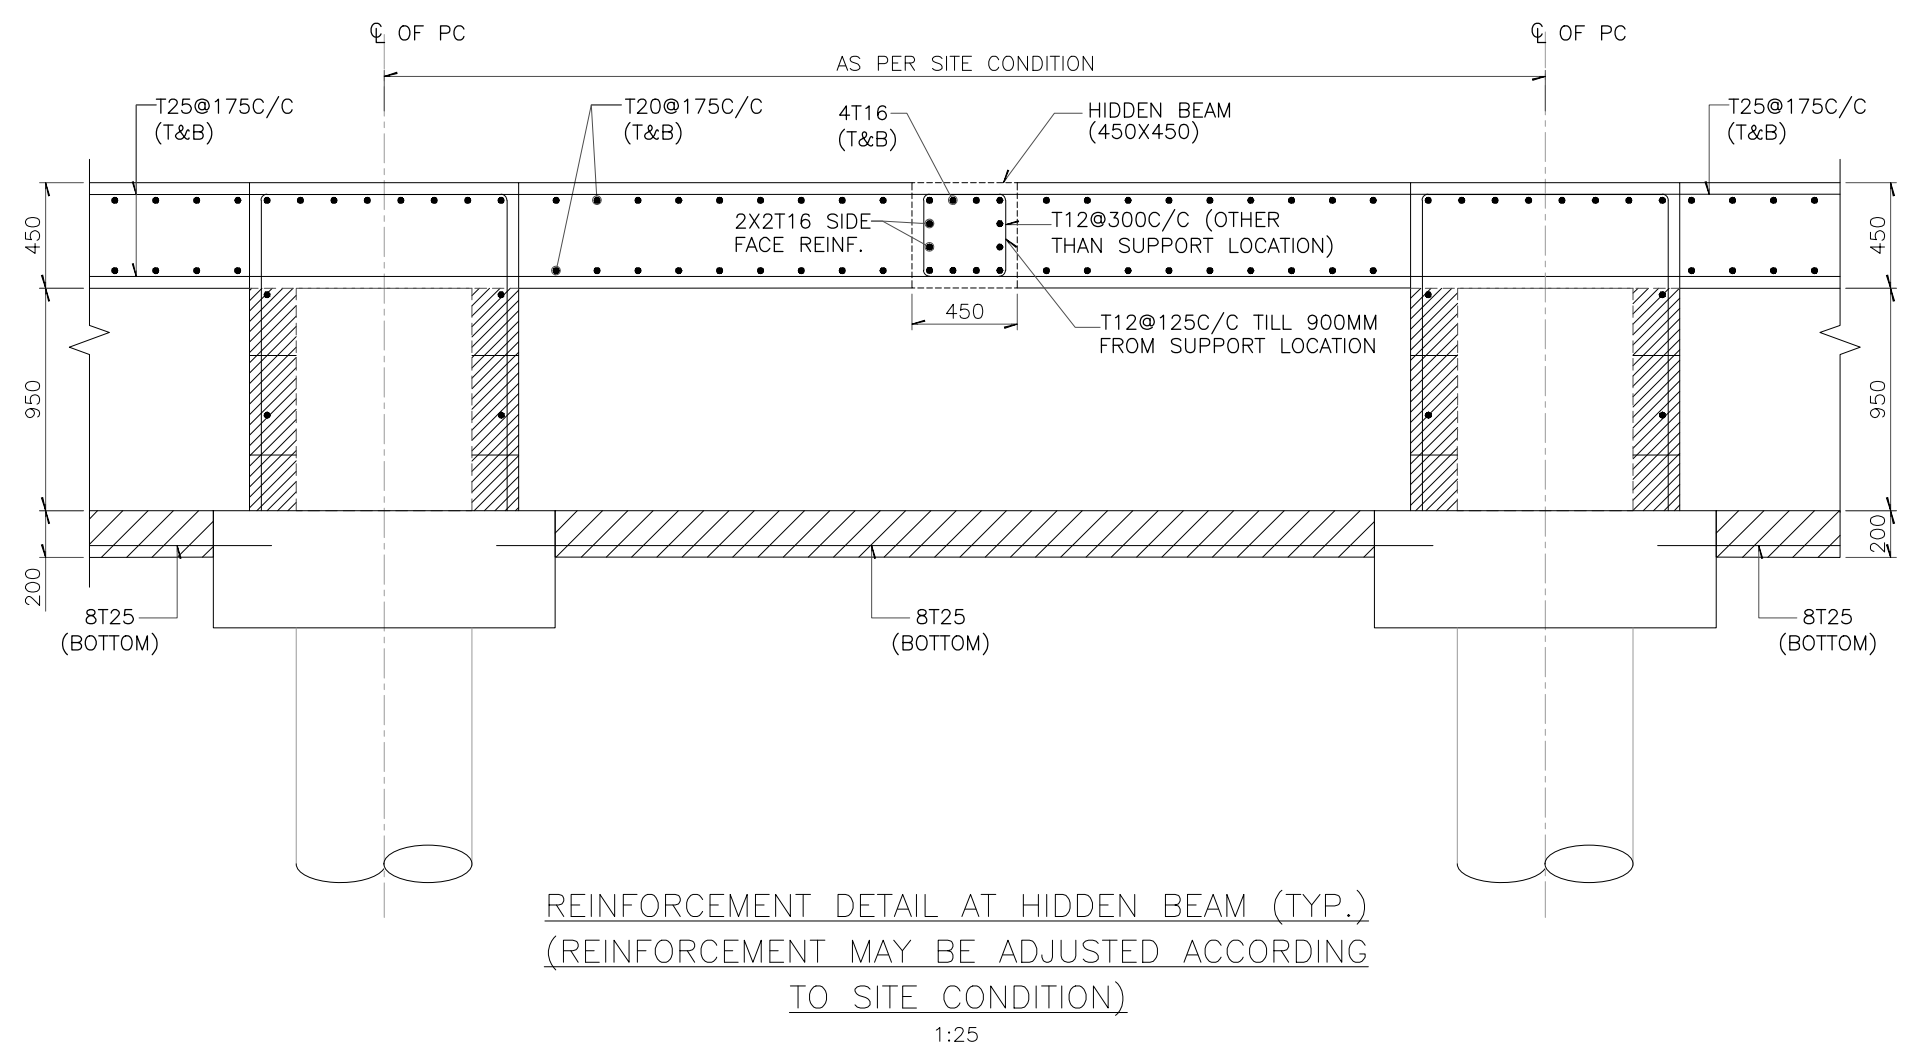 ℄ OF PC
℄ OF PC
AS PER SITE CONDITION
T25@175C/C
(T&B)
T20@175C/C
(T&B)
4T16
(T&B)
HIDDEN BEAM
(450X450)
T25@175C/C
(T&B)
450
2X2T16 SIDE
FACE REINF.
T12@300C/C (OTHER
THAN SUPPORT LOCATION)
450
450
T12@125C/C TILL 900MM
FROM SUPPORT LOCATION
950
950
200
200
8T25
(BOTTOM)
8T25
(BOTTOM)
8T25
(BOTTOM)
REINFORCEMENT DETAIL AT HIDDEN BEAM (TYP.)
(REINFORCEMENT MAY BE ADJUSTED ACCORDING
TO SITE CONDITION)
1:25